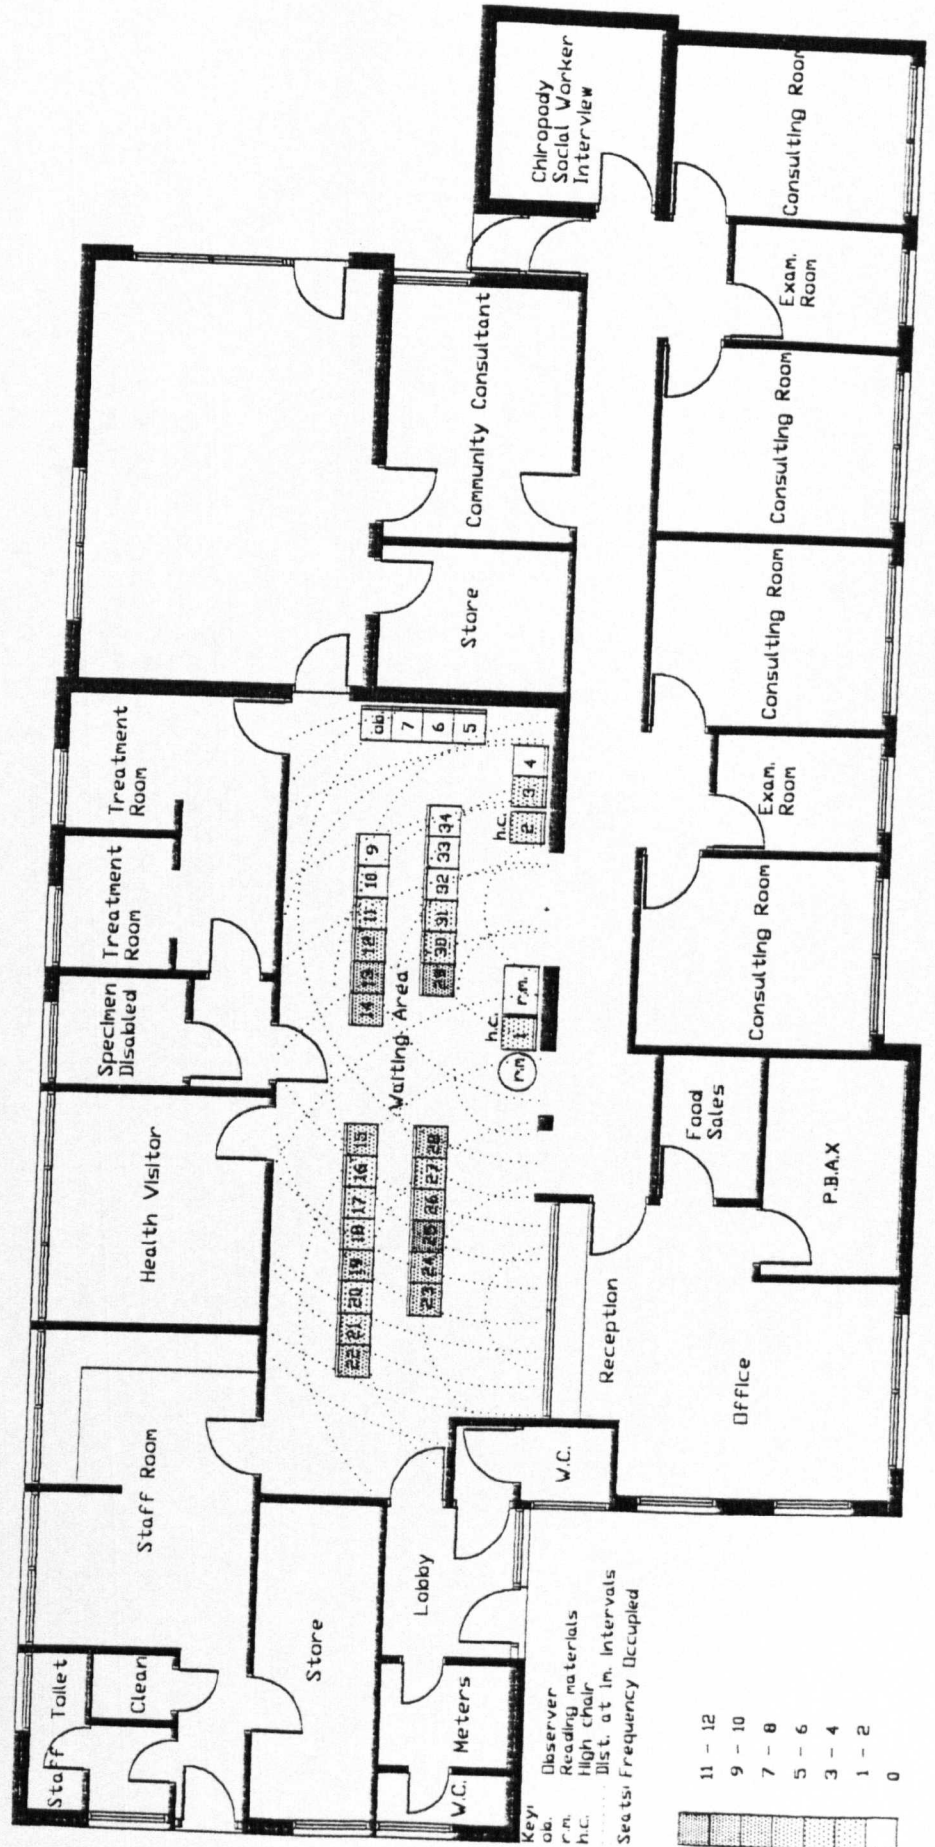 Staff Toilet
Clean
Staff Room
Health Visitor
Specimen
Disabled
Treatment
Room
Treatment
Room
Store
Meters
W.C.
Lobby
W.C.
Waiting Area
22 21 20 19 18 17 16 15
23 24 25 26 27 28
14 13 12 11 10 9
29 30 31 32 33 34
ob. 7 6 5
h.c.
1 r.m.
r.m
h.c.
2 3 4
Store
Community Consultant
Chiropody
Social Worker
Interview
Reception
Office
Food
Sales
P.B.A.X
Consulting Room
Exam.
Room
Consulting Room
Consulting Room
Exam.
Room
Consulting Room
Key:
ob. Observer
r.m. Reading materials
h.c. High chair
Dist. at 1m. intervals
Seats: Frequency Occupied
11 - 12
9 - 10
7 - 8
5 - 6
3 - 4
1 - 2
0